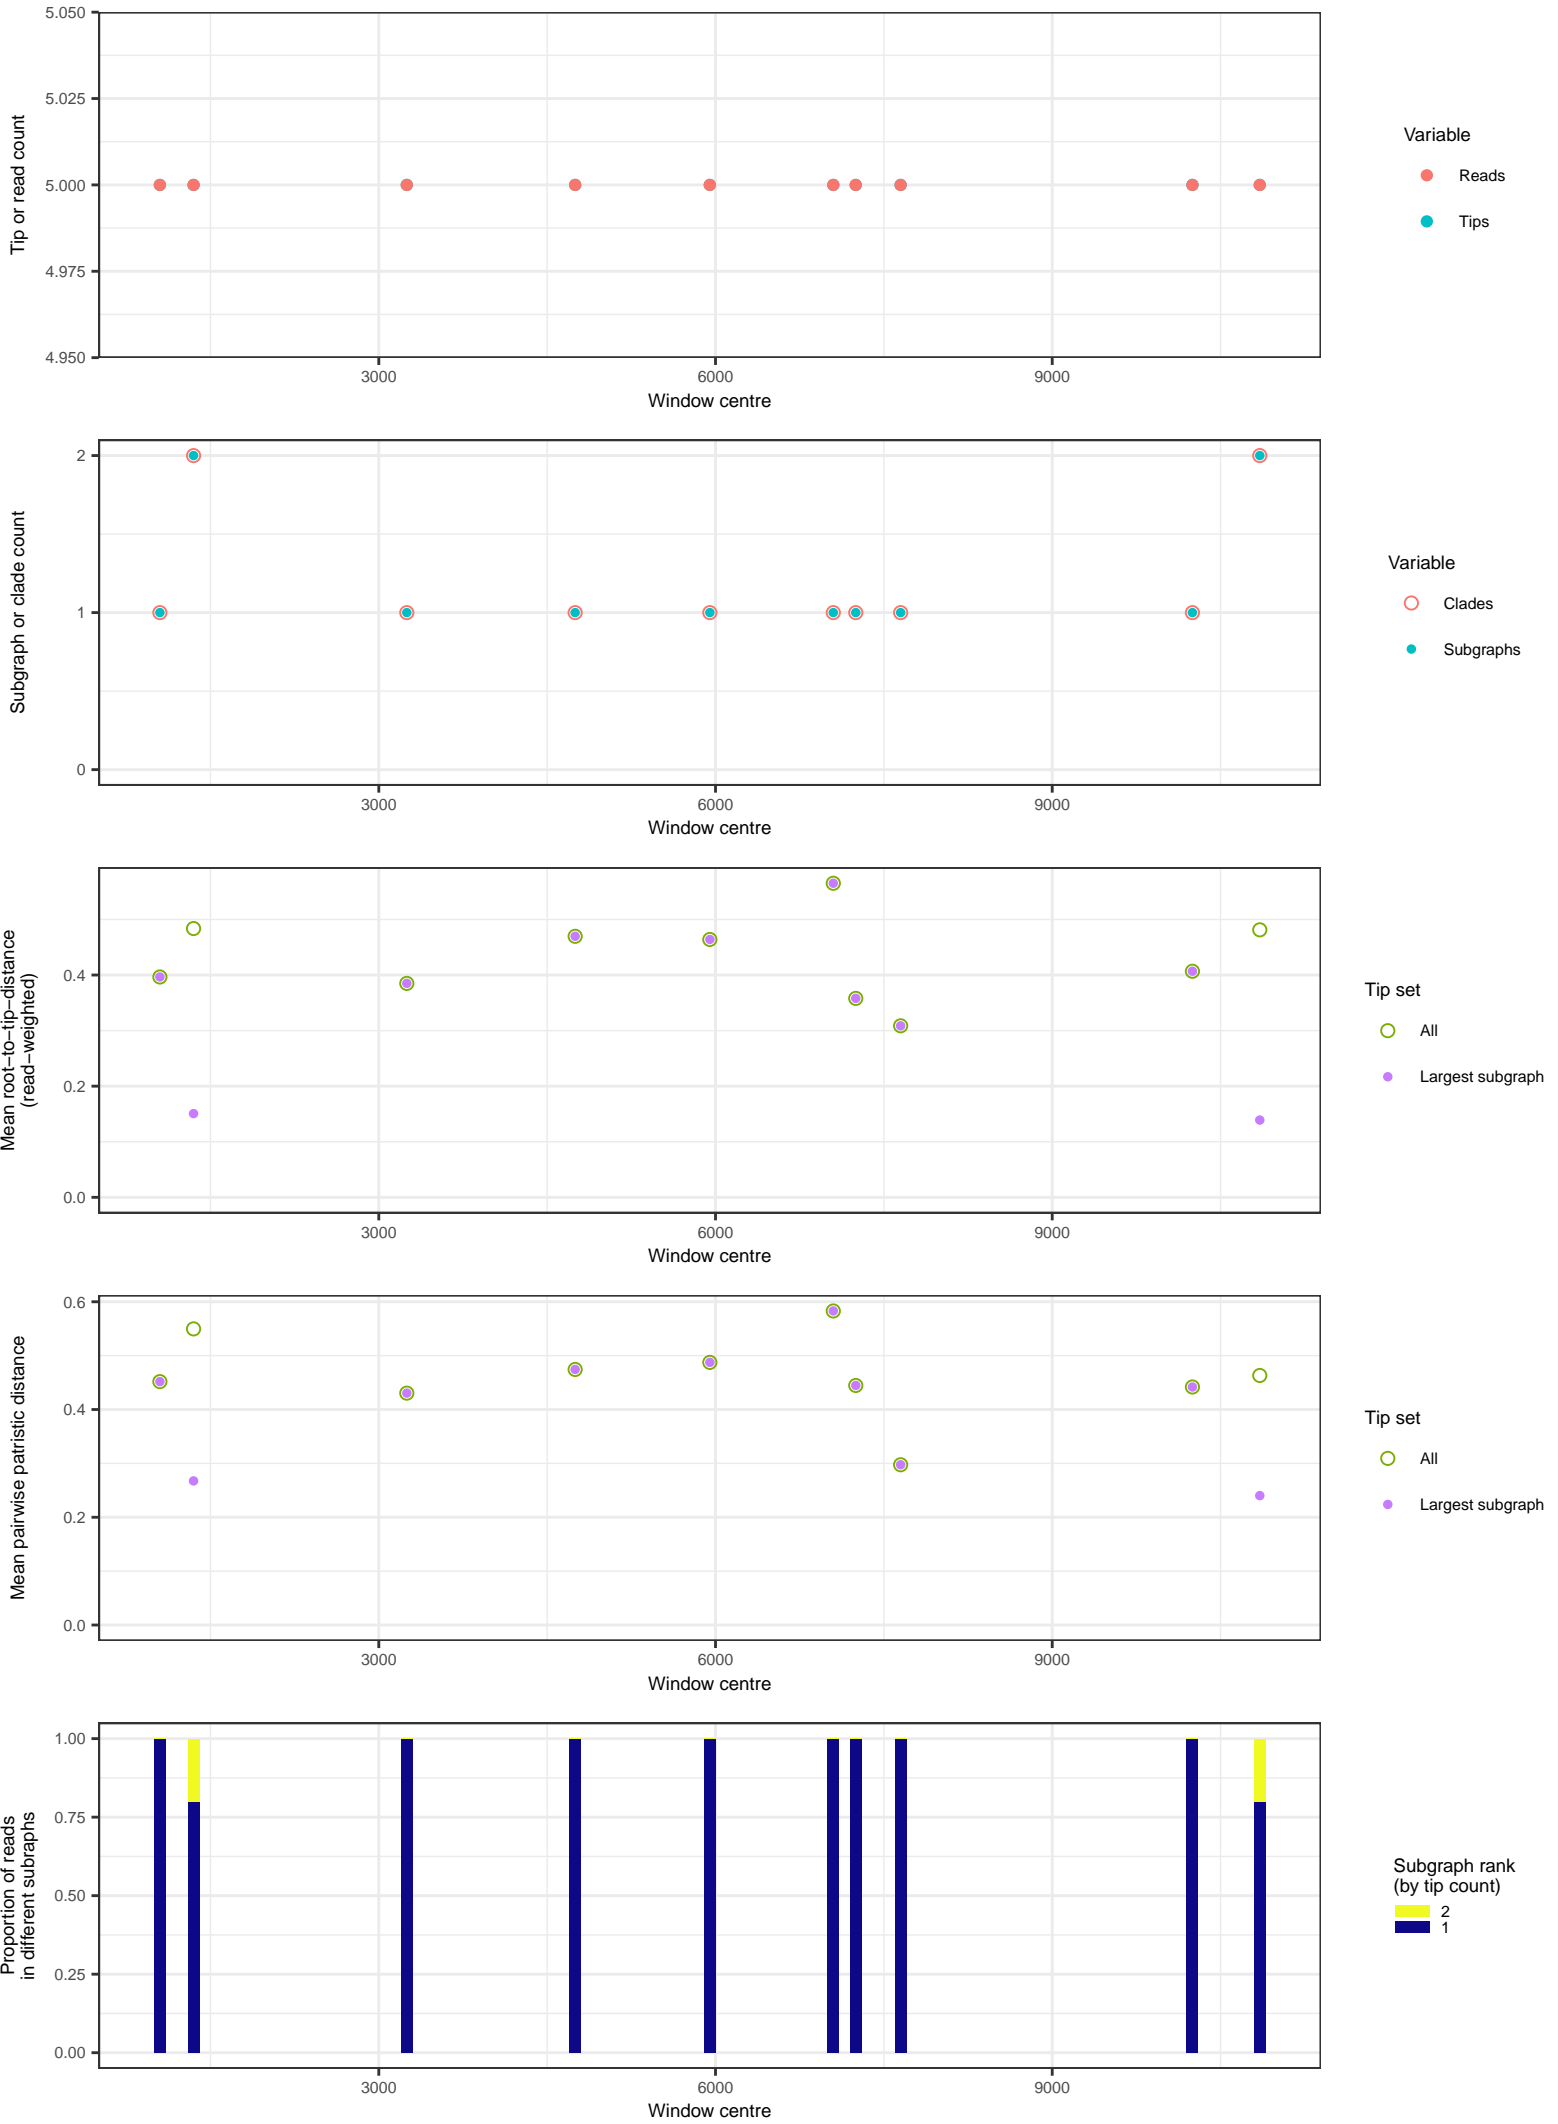 5.050
5.025
5.000
4.975
4.950
Tip or read count
3000 6000 9000
Window centre
Variable
Reads
Tips
2
1
0
Subgraph or clade count
3000 6000 9000
Window centre
Variable
Clades
Subgraphs
0.4
0.2
0.0
Mean root−to−tip−distance
(read−weighted)
3000 6000 9000
Window centre
Tip set
All
Largest subgraph
0.6
0.4
0.2
0.0
Mean pairwise patristic distance
3000 6000 9000
Window centre
Tip set
All
Largest subgraph
1.00
0.75
0.50
0.25
0.00
Proportion of reads
in different subraphs
3000 6000 9000
Window centre
Subgraph rank
(by tip count)
2
1